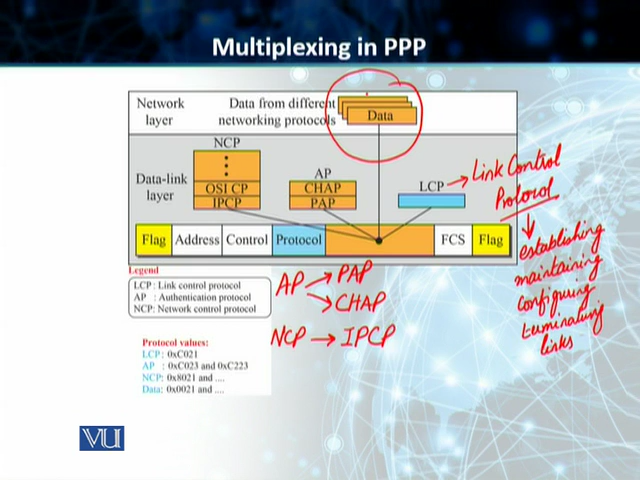 Multiplexing in PPP
Network layer
Data from different networking protocols
Data
Data-link layer
NCP
OSI CP
IPCP
AP
CHAP
PAP
LCP → Link Control
Protocol
establishing
maintaining
configuring
terminating
links
Flag Address Control Protocol FCS Flag
Legend
LCP : Link control protocol
AP : Authentication protocol
NCP: Network control protocol
AP → PAP
→ CHAP
NCP → IPCP
Protocol values:
LCP : 0xC021
AP : 0xC023 and 0xC223
NCP: 0x8021 and ....
Data: 0x0021 and ....
VU